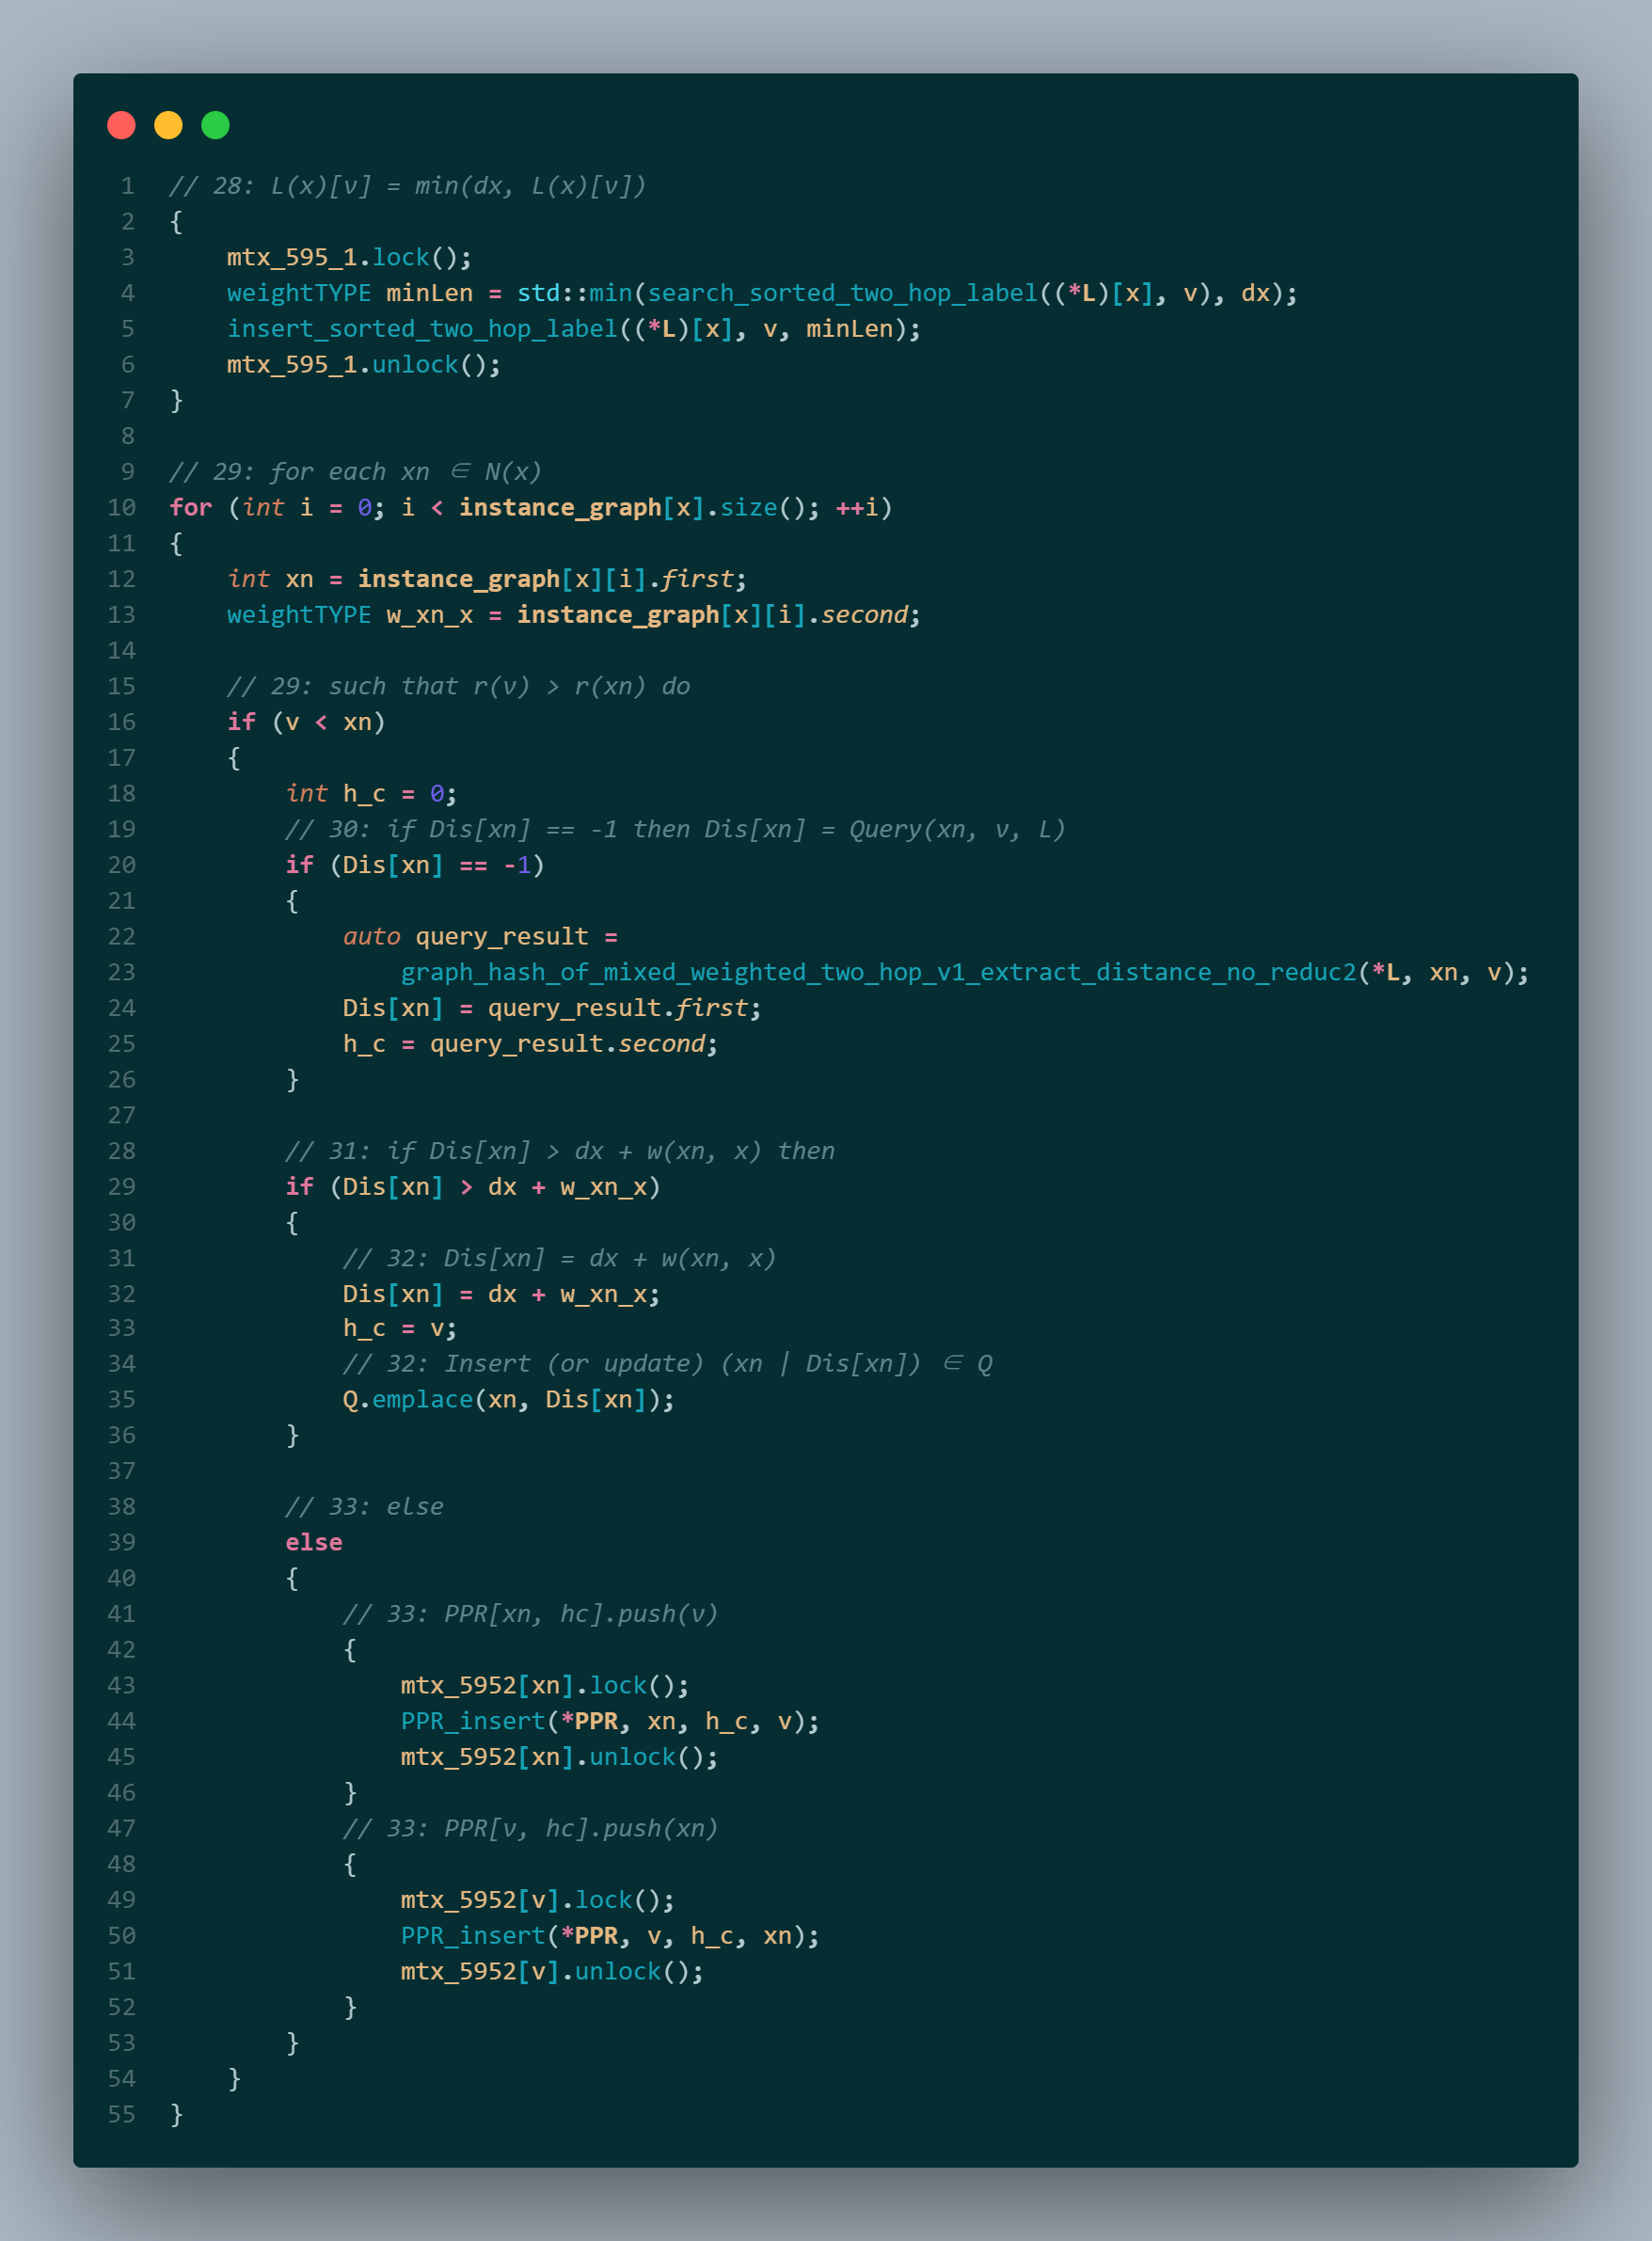 1 // 28: L(x)[v] = min(dx, L(x)[v])
2 {
3     mtx_595_1.lock();
4     weightTYPE minLen = std::min(search_sorted_two_hop_label((*L)[x], v), dx);
5     insert_sorted_two_hop_label((*L)[x], v, minLen);
6     mtx_595_1.unlock();
7 }
8
9 // 29: for each xn ∈ N(x)
10 for (int i = 0; i < instance_graph[x].size(); ++i)
11 {
12     int xn = instance_graph[x][i].first;
13     weightTYPE w_xn_x = instance_graph[x][i].second;
14
15     // 29: such that r(v) > r(xn) do
16     if (v < xn)
17     {
18         int h_c = 0;
19         // 30: if Dis[xn] == -1 then Dis[xn] = Query(xn, v, L)
20         if (Dis[xn] == -1)
21         {
22             auto query_result =
23                 graph_hash_of_mixed_weighted_two_hop_v1_extract_distance_no_reduc2(*L, xn, v);
24             Dis[xn] = query_result.first;
25             h_c = query_result.second;
26         }
27
28         // 31: if Dis[xn] > dx + w(xn, x) then
29         if (Dis[xn] > dx + w_xn_x)
30         {
31             // 32: Dis[xn] = dx + w(xn, x)
32             Dis[xn] = dx + w_xn_x;
33             h_c = v;
34             // 32: Insert (or update) (xn | Dis[xn]) ∈ Q
35             Q.emplace(xn, Dis[xn]);
36         }
37
38         // 33: else
39         else
40         {
41             // 33: PPR[xn, hc].push(v)
42             {
43                 mtx_5952[xn].lock();
44                 PPR_insert(*PPR, xn, h_c, v);
45                 mtx_5952[xn].unlock();
46             }
47             // 33: PPR[v, hc].push(xn)
48             {
49                 mtx_5952[v].lock();
50                 PPR_insert(*PPR, v, h_c, xn);
51                 mtx_5952[v].unlock();
52             }
53         }
54     }
55 }